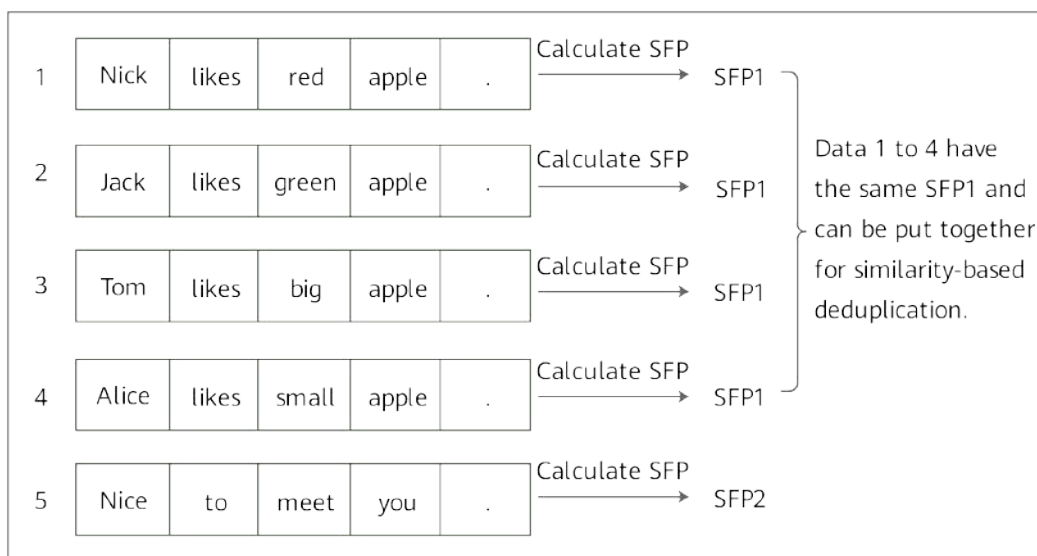 Calculate SFP
1 Nick likes red apple . SFP1
Calculate SFP
2 Jack likes green apple . SFP1
Calculate SFP
3 Tom likes big apple . SFP1
Calculate SFP
4 Alice likes small apple . SFP1
Calculate SFP
5 Nice to meet you . SFP2
Data 1 to 4 have
the same SFP1 and
can be put together
for similarity-based
deduplication.